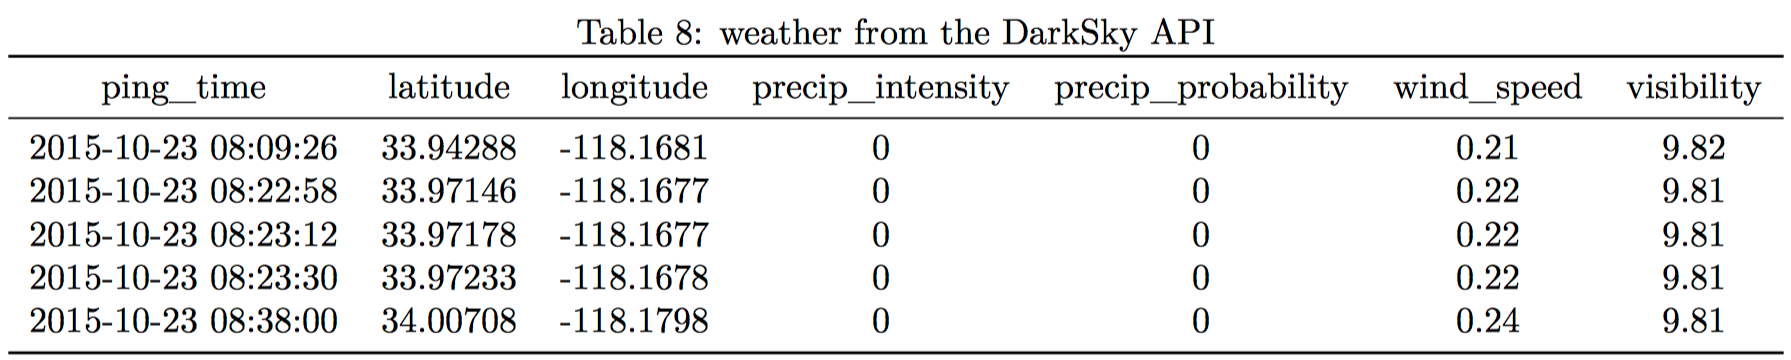 Table 8: weather from the DarkSky API
ping_time latitude longitude precip_intensity precip_probability wind_speed visibility
2015-10-23 08:09:26 33.94288 -118.1681 0 0 0.21 9.82
2015-10-23 08:22:58 33.97146 -118.1677 0 0 0.22 9.81
2015-10-23 08:23:12 33.97178 -118.1677 0 0 0.22 9.81
2015-10-23 08:23:30 33.97233 -118.1678 0 0 0.22 9.81
2015-10-23 08:38:00 34.00708 -118.1798 0 0 0.24 9.81